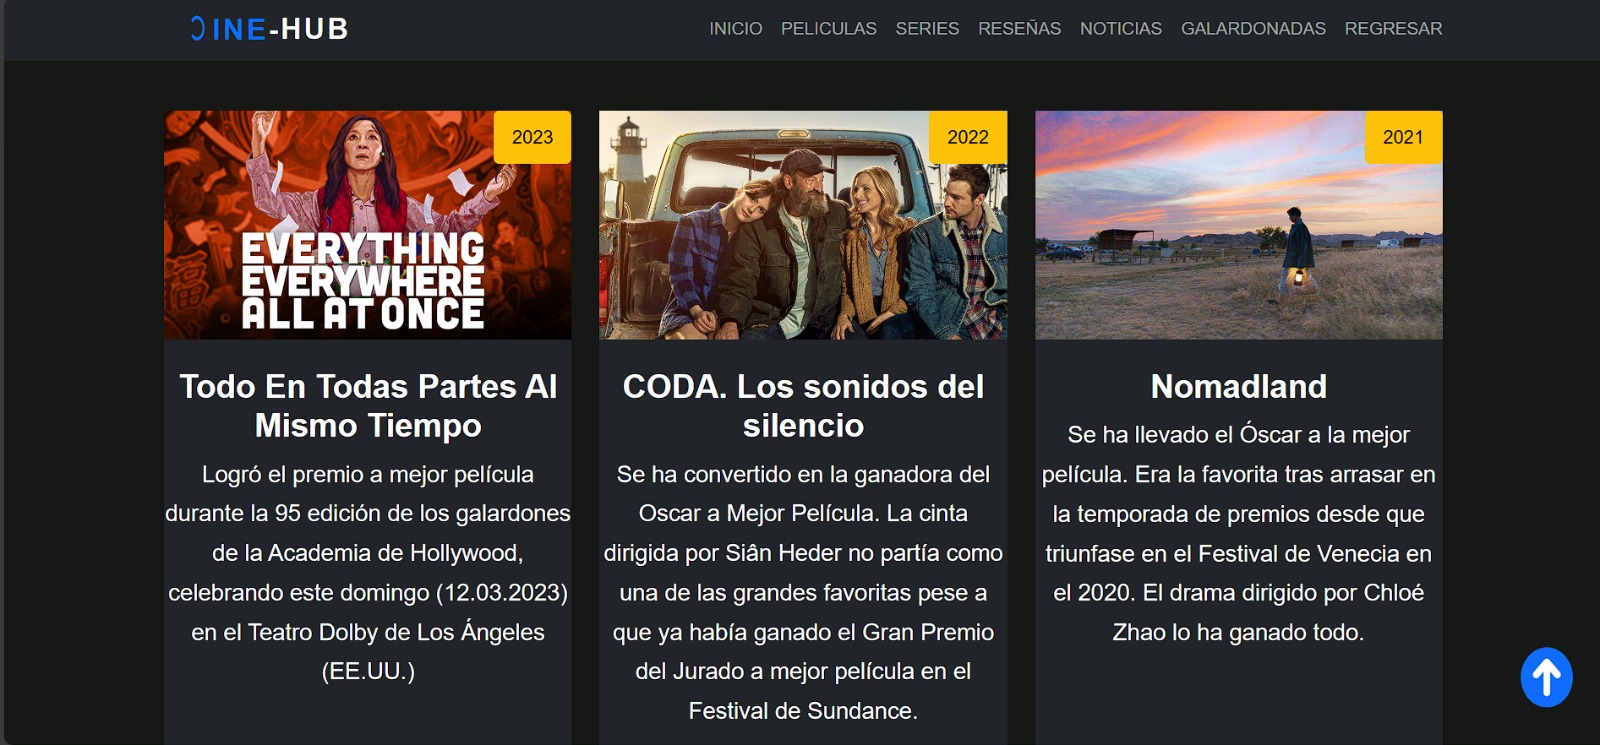 CINE-HUB
INICIO PELICULAS SERIES RESEÑAS NOTICIAS GALARDONADAS REGRESAR
2023
EVERYTHING
EVERYWHERE
ALL AT ONCE
Todo En Todas Partes Al
Mismo Tiempo
Logró el premio a mejor película
durante la 95 edición de los galardones
de la Academia de Hollywood,
celebrando este domingo (12.03.2023)
en el Teatro Dolby de Los Ángeles
(EE.UU.)
2022
CODA. Los sonidos del
silencio
Se ha convertido en la ganadora del
Oscar a Mejor Película. La cinta
dirigida por Siân Heder no partía como
una de las grandes favoritas pese a
que ya había ganado el Gran Premio
del Jurado a mejor película en el
Festival de Sundance.
2021
Nomadland
Se ha llevado el Óscar a la mejor
película. Era la favorita tras arrasar en
la temporada de premios desde que
triunfase en el Festival de Venecia en
el 2020. El drama dirigido por Chloé
Zhao lo ha ganado todo.